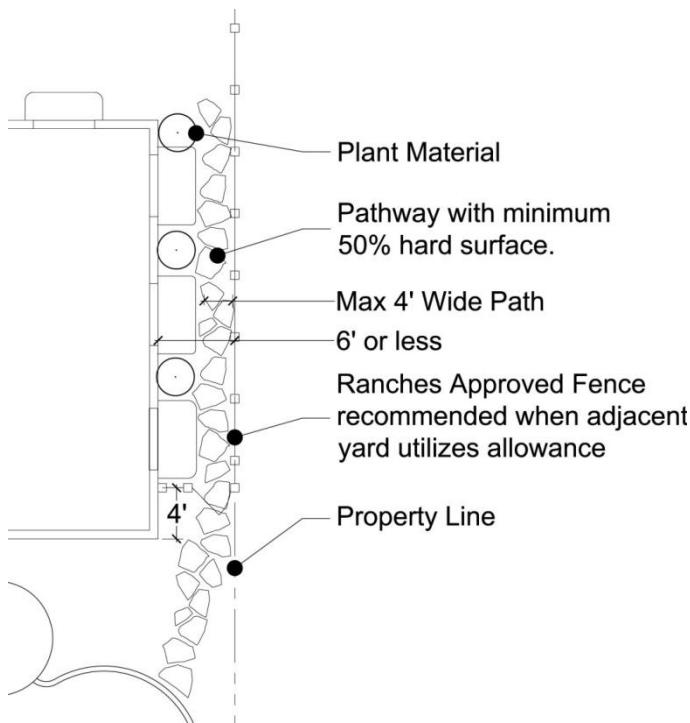 Plant Material
Pathway with minimum
50% hard surface.
Max 4' Wide Path
6' or less
Ranches Approved Fence
recommended when adjacent
yard utilizes allowance
4'
Property Line